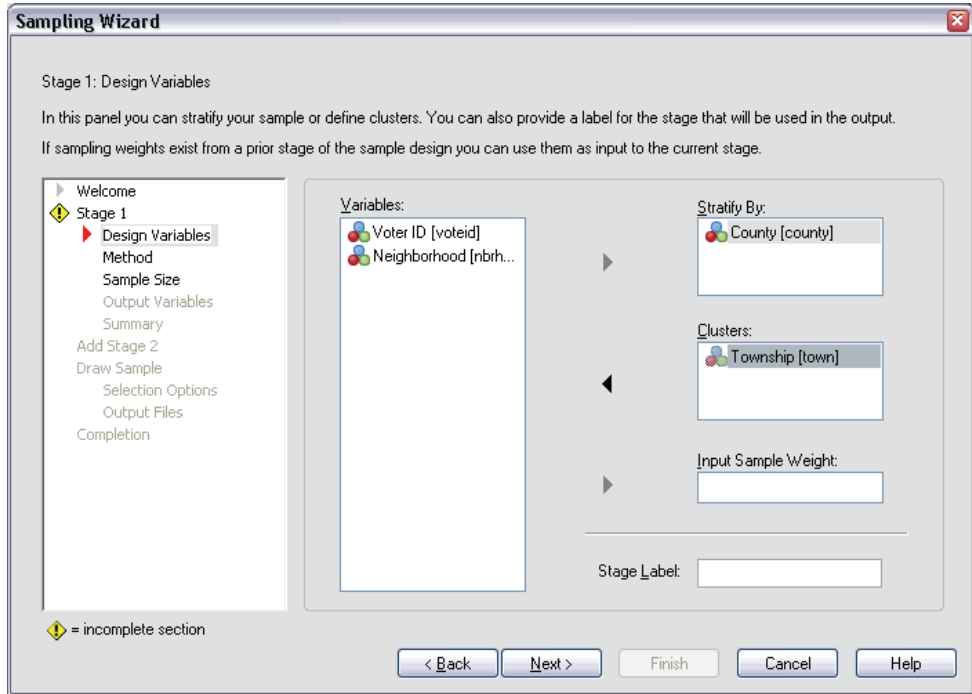 Sampling Wizard
Stage 1: Design Variables
In this panel you can stratify your sample or define clusters. You can also provide a label for the stage that will be used in the output.
If sampling weights exist from a prior stage of the sample design you can use them as input to the current stage.
Welcome
Stage 1
Design Variables
Method
Sample Size
Output Variables
Summary
Add Stage 2
Draw Sample
Selection Options
Output Files
Completion
! = incomplete section
Variables:
Voter ID [voteid]
Neighborhood [nbrh...
Stratify By:
County [county]
Clusters:
Township [town]
Input Sample Weight:
Stage Label:
< Back
Next >
Finish
Cancel
Help